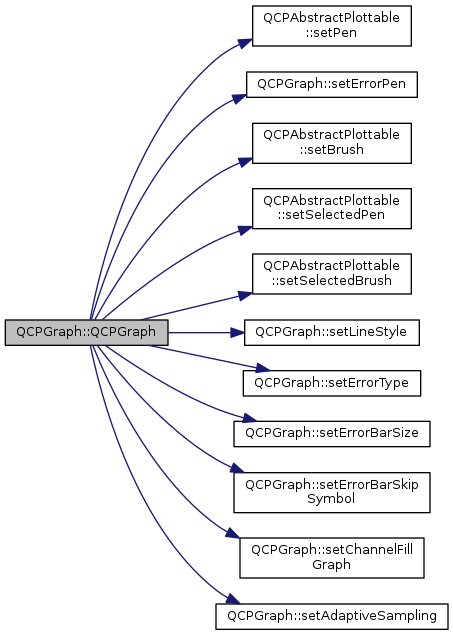 QCPAbstractPlottable
::setPen
QCPGraph::setErrorPen
QCPAbstractPlottable
::setBrush
QCPAbstractPlottable
::setSelectedPen
QCPAbstractPlottable
::setSelectedBrush
QCPGraph::QCPGraph
QCPGraph::setLineStyle
QCPGraph::setErrorType
QCPGraph::setErrorBarSize
QCPGraph::setErrorBarSkip
Symbol
QCPGraph::setChannelFill
Graph
QCPGraph::setAdaptiveSampling